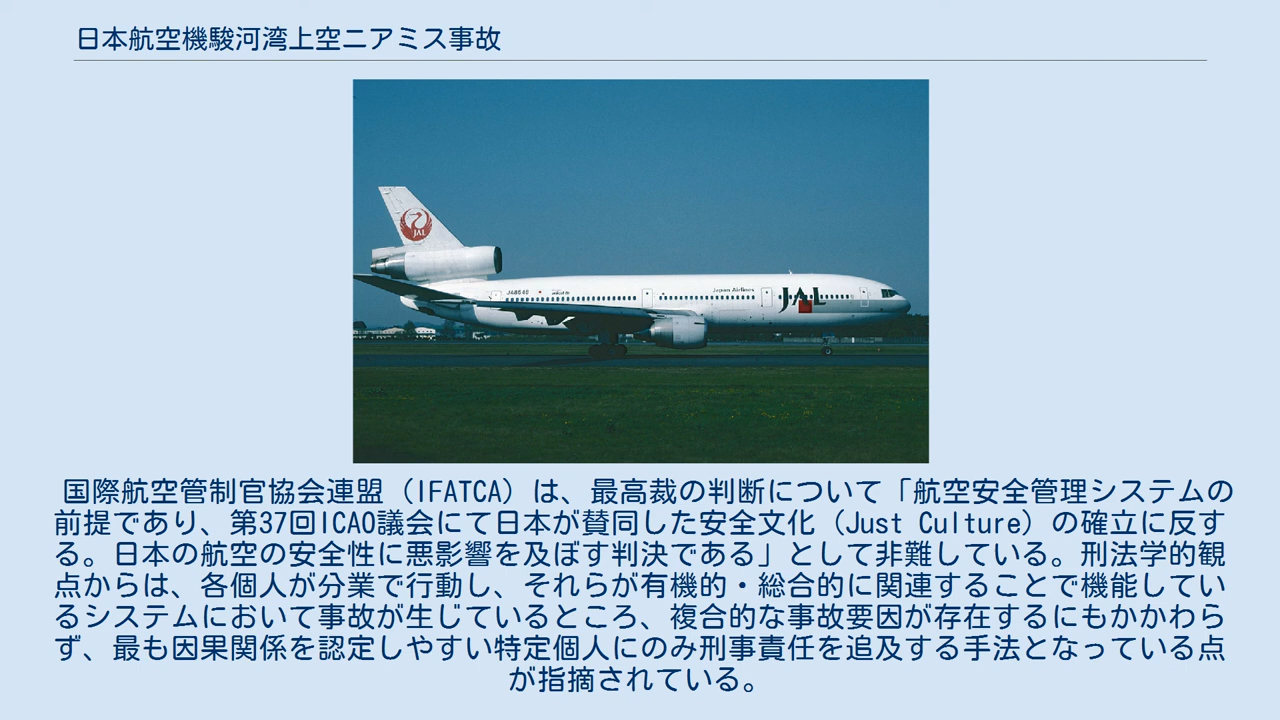 日本航空機駿河湾上空ニアミス事故
JAL
JA8546
Japan Airlines
JAL
国際航空管制官協会連盟（IFATCA）は、最高裁の判断について「航空安全管理システムの
前提であり、第37回ICAO議会にて日本が賛同した安全文化（Just Culture）の確立に反す
る。日本の航空の安全性に悪影響を及ぼす判決である」として非難している。刑法学的観
点からは、各個人が分業で行動し、それらが有機的・総合的に関連することで機能してい
るシステムにおいて事故が生じているところ、複合的な事故要因が存在するにもかかわら
ず、最も因果関係を認定しやすい特定個人にのみ刑事責任を追及する手法となっている点
が指摘されている。